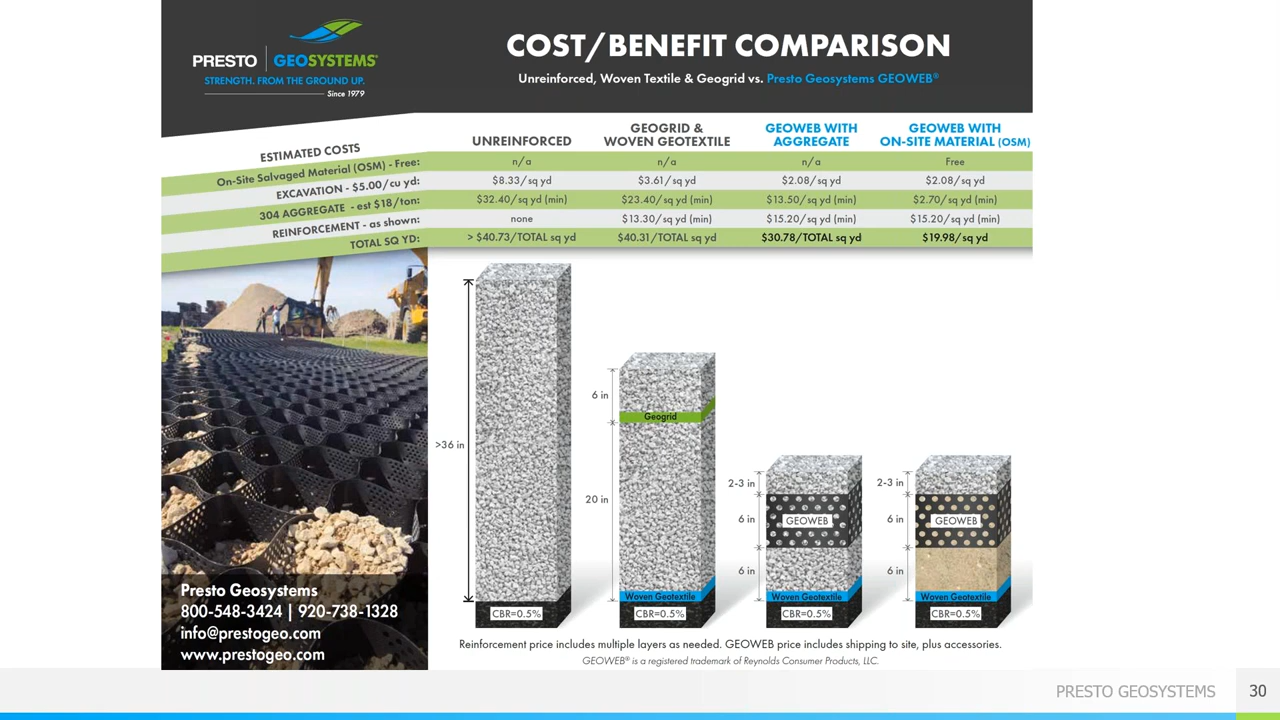 PRESTO GEOSYSTEMS®
STRENGTH. FROM THE GROUND UP.
Since 1979
COST/BENEFIT COMPARISON
Unreinforced, Woven Textile & Geogrid vs. Presto Geosystems GEOWEB®
ESTIMATED COSTS
UNREINFORCED
GEOGRID &
WOVEN GEOTEXTILE
GEOWEB WITH
AGGREGATE
GEOWEB WITH
ON-SITE MATERIAL (OSM)
On-Site Salvaged Material (OSM) - Free: n/a n/a n/a Free
EXCAVATION - $5.00/cu yd: $8.33/sq yd $3.61/sq yd $2.08/sq yd $2.08/sq yd
304 AGGREGATE - est $18/ton: $32.40/sq yd (min) $23.40/sq yd (min) $13.50/sq yd (min) $2.70/sq yd (min)
REINFORCEMENT - as shown: none $13.30/sq yd (min) $15.20/sq yd (min) $15.20/sq yd (min)
TOTAL SQ YD: > $40.73/TOTAL sq yd $40.31/TOTAL sq yd $30.78/TOTAL sq yd $19.98/sq yd
>36 in
CBR=0.5%
6 in
Geogrid
20 in
Woven Geotextile
CBR=0.5%
2-3 in
6 in
GEOWEB
6 in
Woven Geotextile
CBR=0.5%
2-3 in
6 in
GEOWEB
6 in
Woven Geotextile
CBR=0.5%
Presto Geosystems
800-548-3424 | 920-738-1328
info@prestogeo.com
www.prestogeo.com
Reinforcement price includes multiple layers as needed. GEOWEB price includes shipping to site, plus accessories.
GEOWEB® is a registered trademark of Reynolds Consumer Products, LLC.
PRESTO GEOSYSTEMS 30